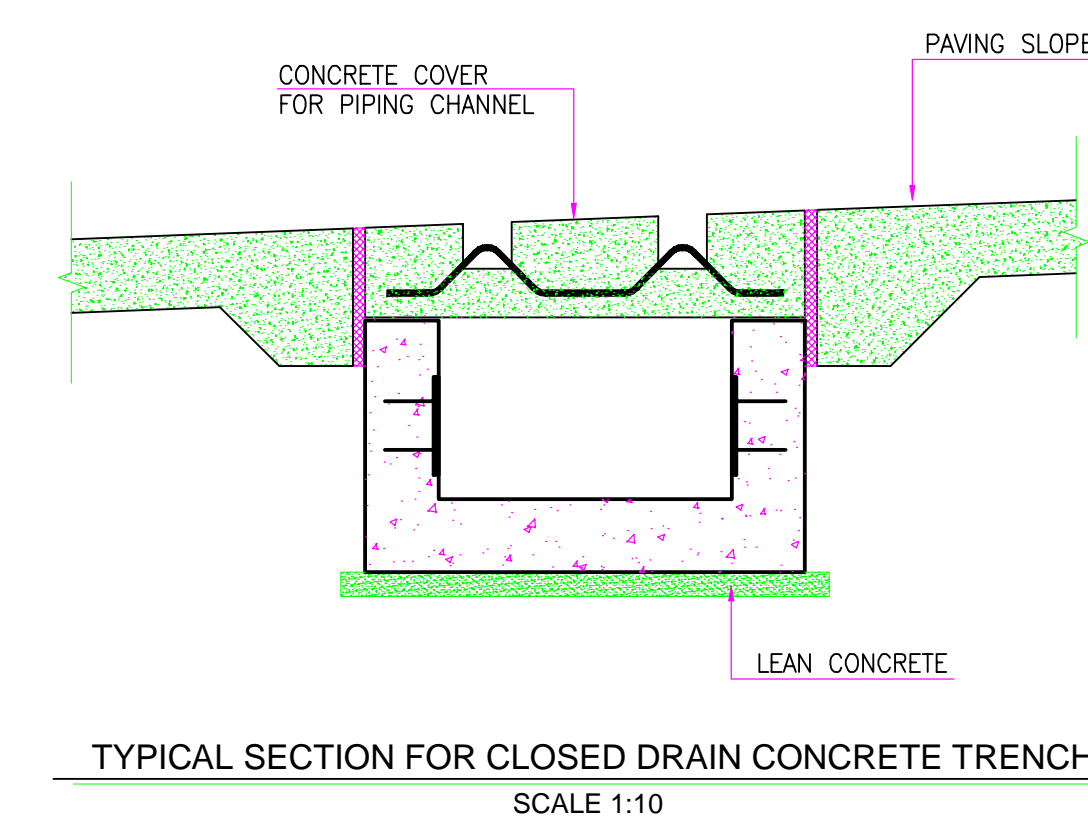 PAVING SLOPE
CONCRETE COVER
FOR PIPING CHANNEL
LEAN CONCRETE
TYPICAL SECTION FOR CLOSED DRAIN CONCRETE TRENCH
SCALE 1:10